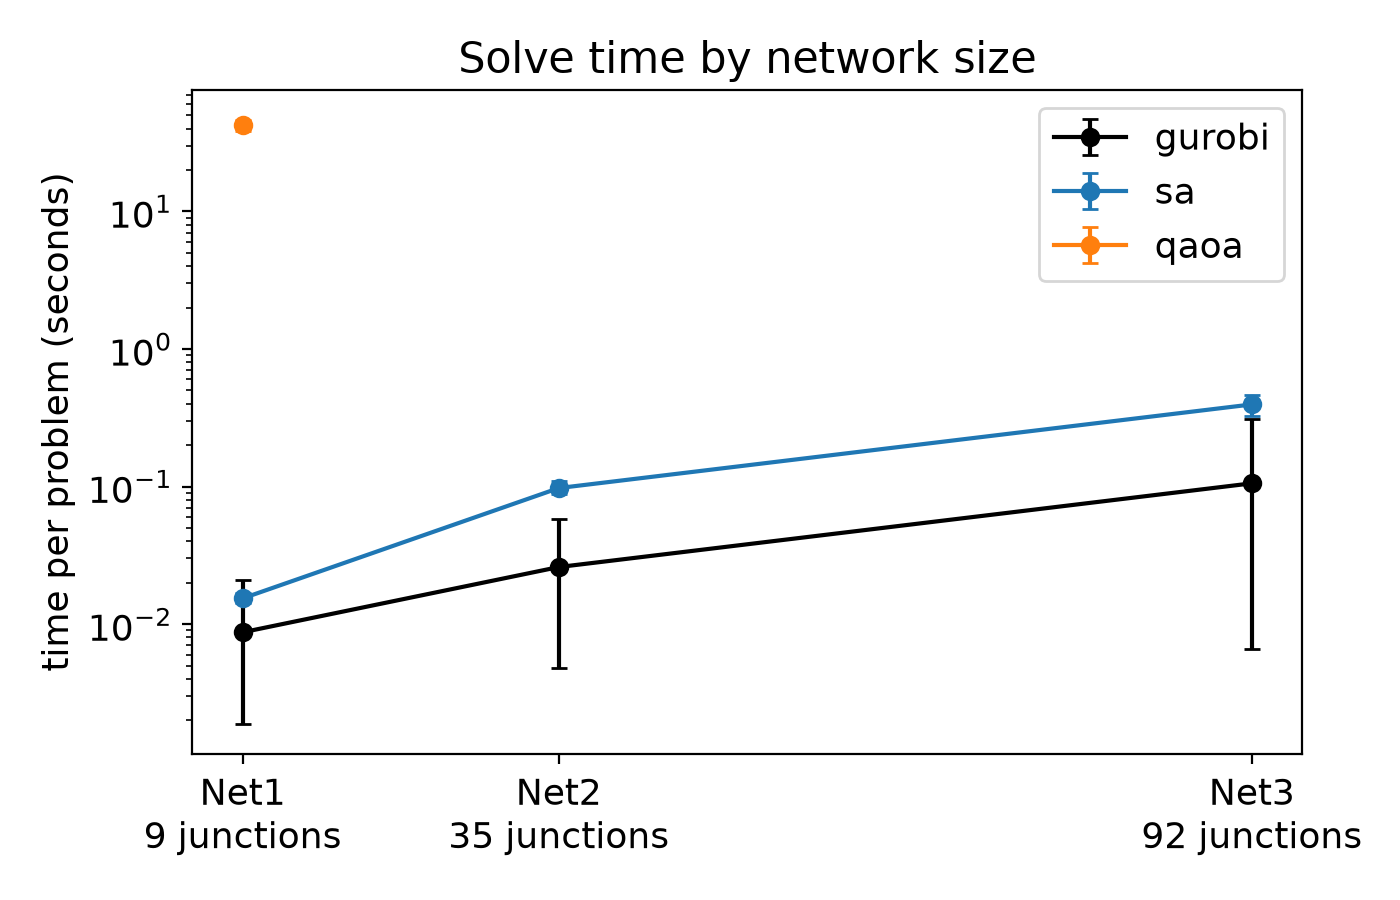 Solve time by network size
time per problem (seconds)
10¹
10⁰
10⁻¹
10⁻²
gurobi
sa
qaoa
Net1
9 junctions
Net2
35 junctions
Net3
92 junctions